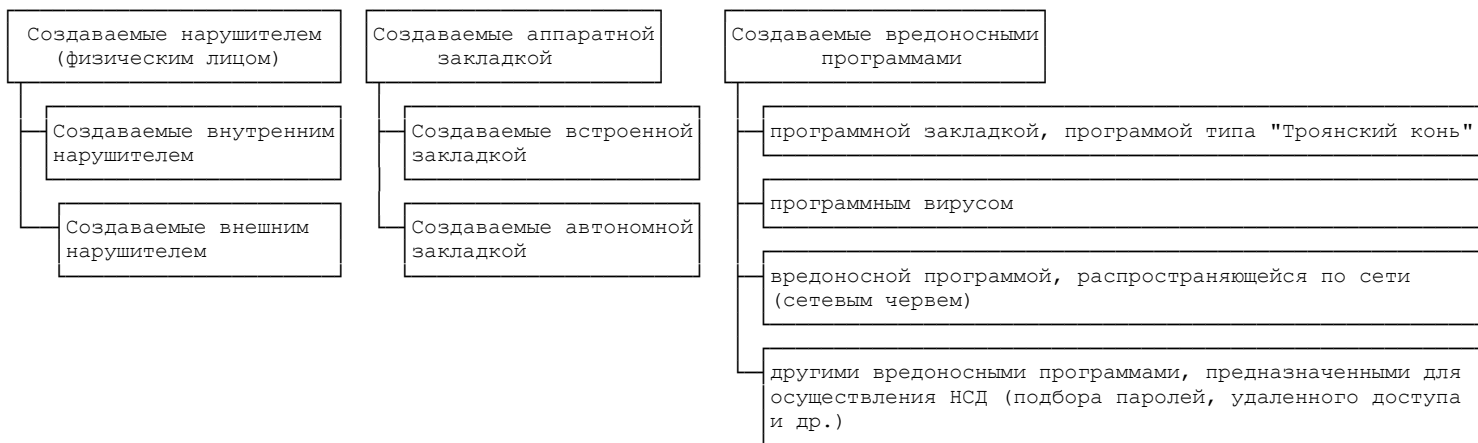 Создаваемые нарушителем
(физическим лицом)
Создаваемые внутренним
нарушителем
Создаваемые внешним
нарушителем
Создаваемые аппаратной
закладкой
Создаваемые встроенной
закладкой
Создаваемые автономной
закладкой
Создаваемые вредоносными
программами
программной закладкой, программой типа "Троянский конь"
программным вирусом
вредоносной программой, распространяющейся по сети
(сетевым червем)
другими вредоносными программами, предназначенными для
осуществления НСД (подбора паролей, удаленного доступа
и др.)